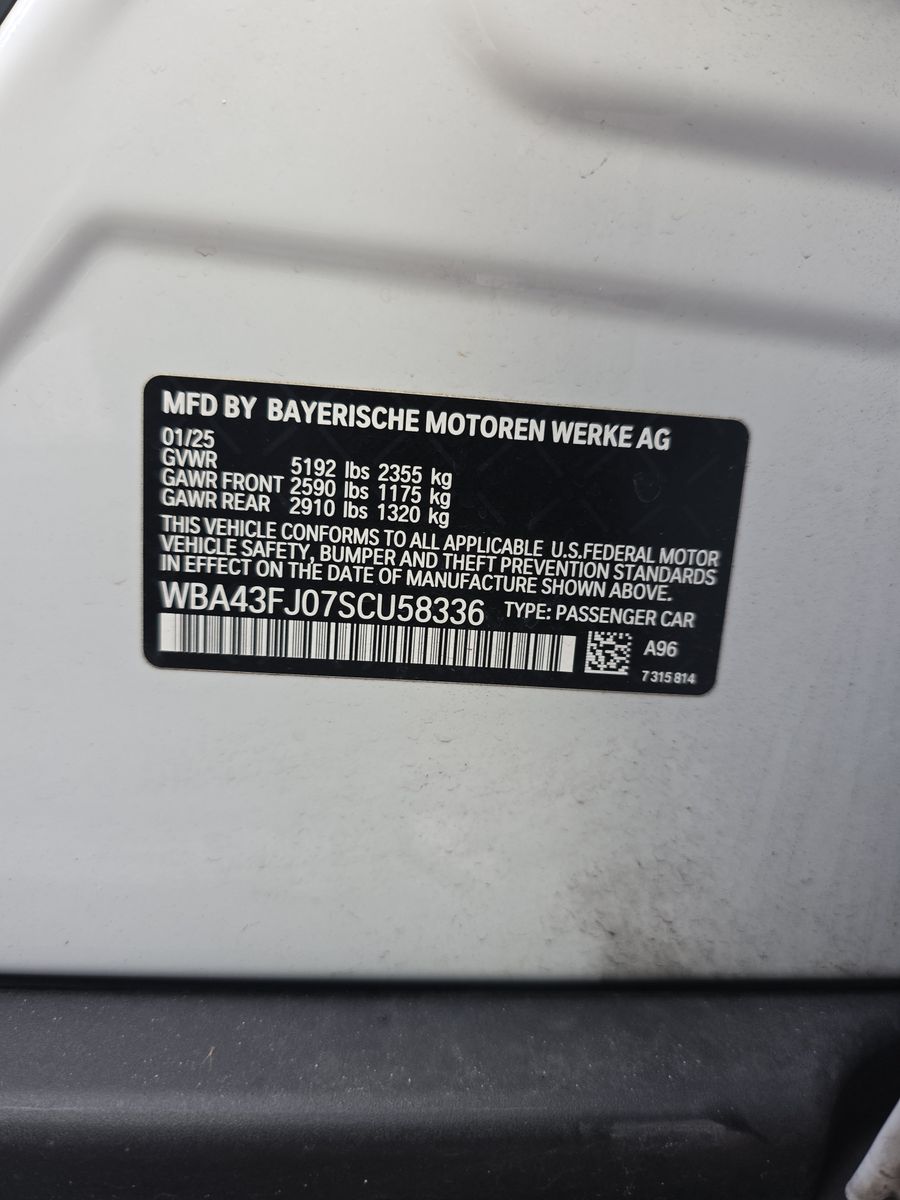 MFD BY BAYERISCHE MOTOREN WERKE AG
01/25
GVWR 5192 lbs 2355 kg
GAWR FRONT 2590 lbs 1175 kg
GAWR REAR 2910 lbs 1320 kg
THIS VEHICLE CONFORMS TO ALL APPLICABLE U.S.FEDERAL MOTOR
VEHICLE SAFETY, BUMPER AND THEFT PREVENTION STANDARDS
IN EFFECT ON THE DATE OF MANUFACTURE SHOWN ABOVE.
WBA43FJ07SCU58336 TYPE: PASSENGER CAR
A96
7 315 814